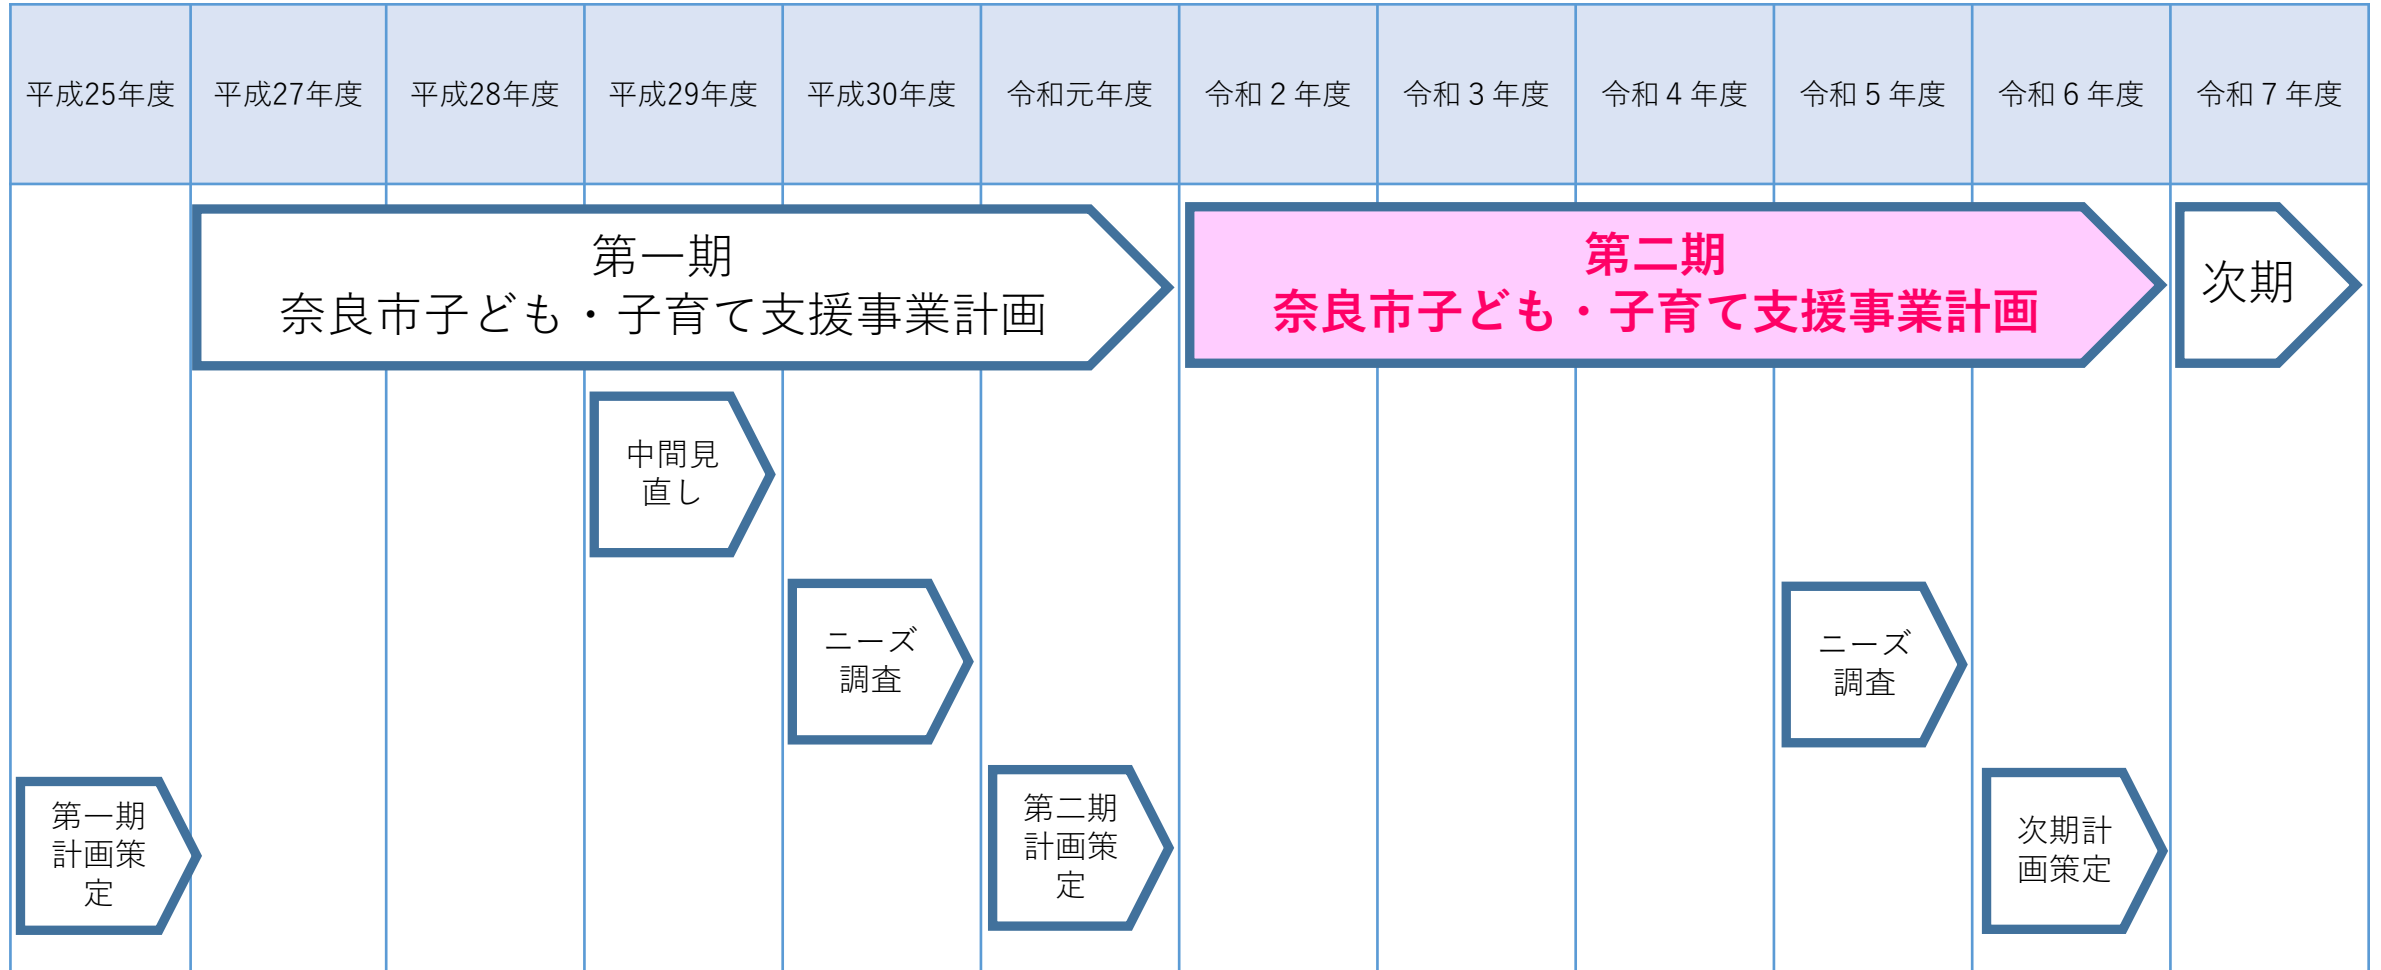 平成25年度
平成27年度
平成28年度
平成29年度
平成30年度
令和元年度
令和２年度
令和３年度
令和４年度
令和５年度
令和６年度
令和７年度
第一期
奈良市子ども・子育て支援事業計画
第二期
奈良市子ども・子育て支援事業計画
次期
中間見
直し
ニーズ
調査
ニーズ
調査
第一期
計画策
定
第二期
計画策
定
次期計
画策定